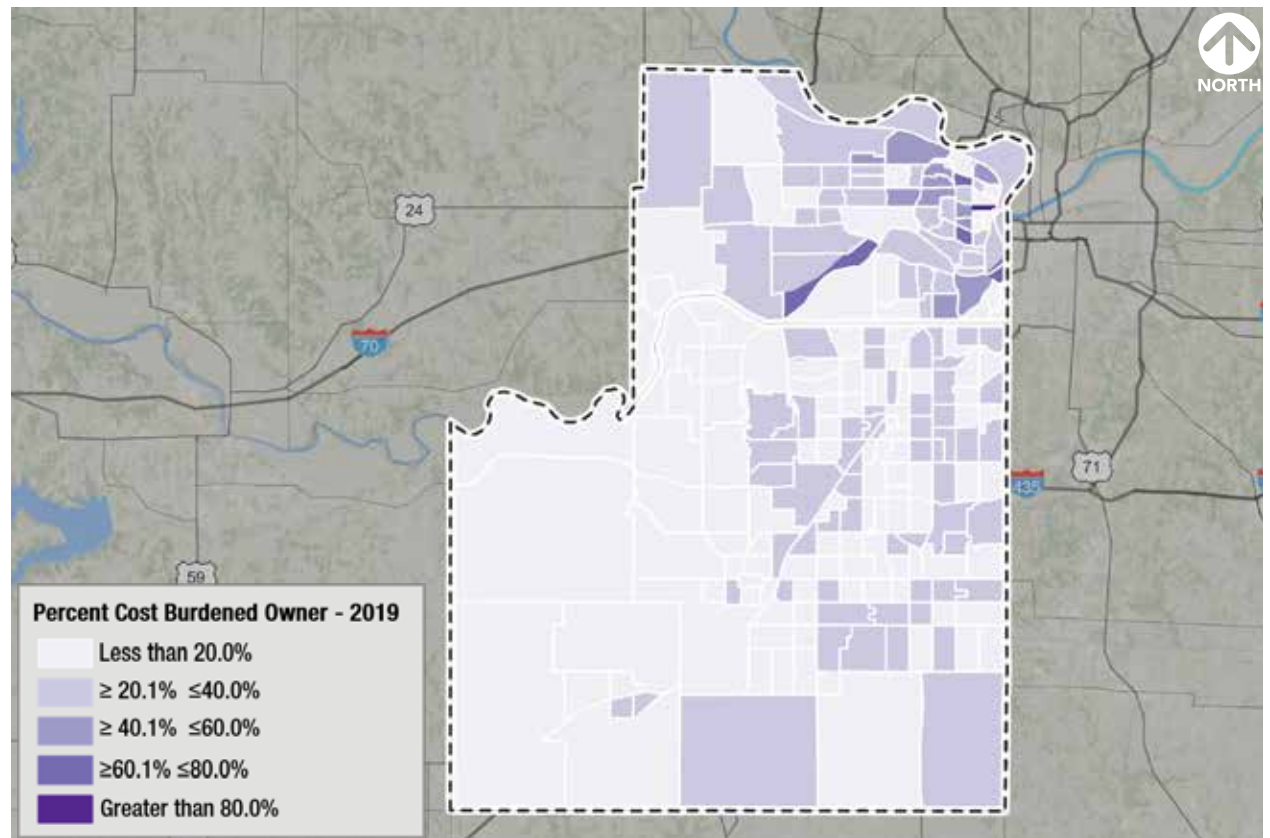 NORTH
24
70
71
435
59
Percent Cost Burdened Owner - 2019
Less than 20.0%
≥ 20.1% ≤40.0%
≥ 40.1% ≤60.0%
≥60.1% ≤80.0%
Greater than 80.0%